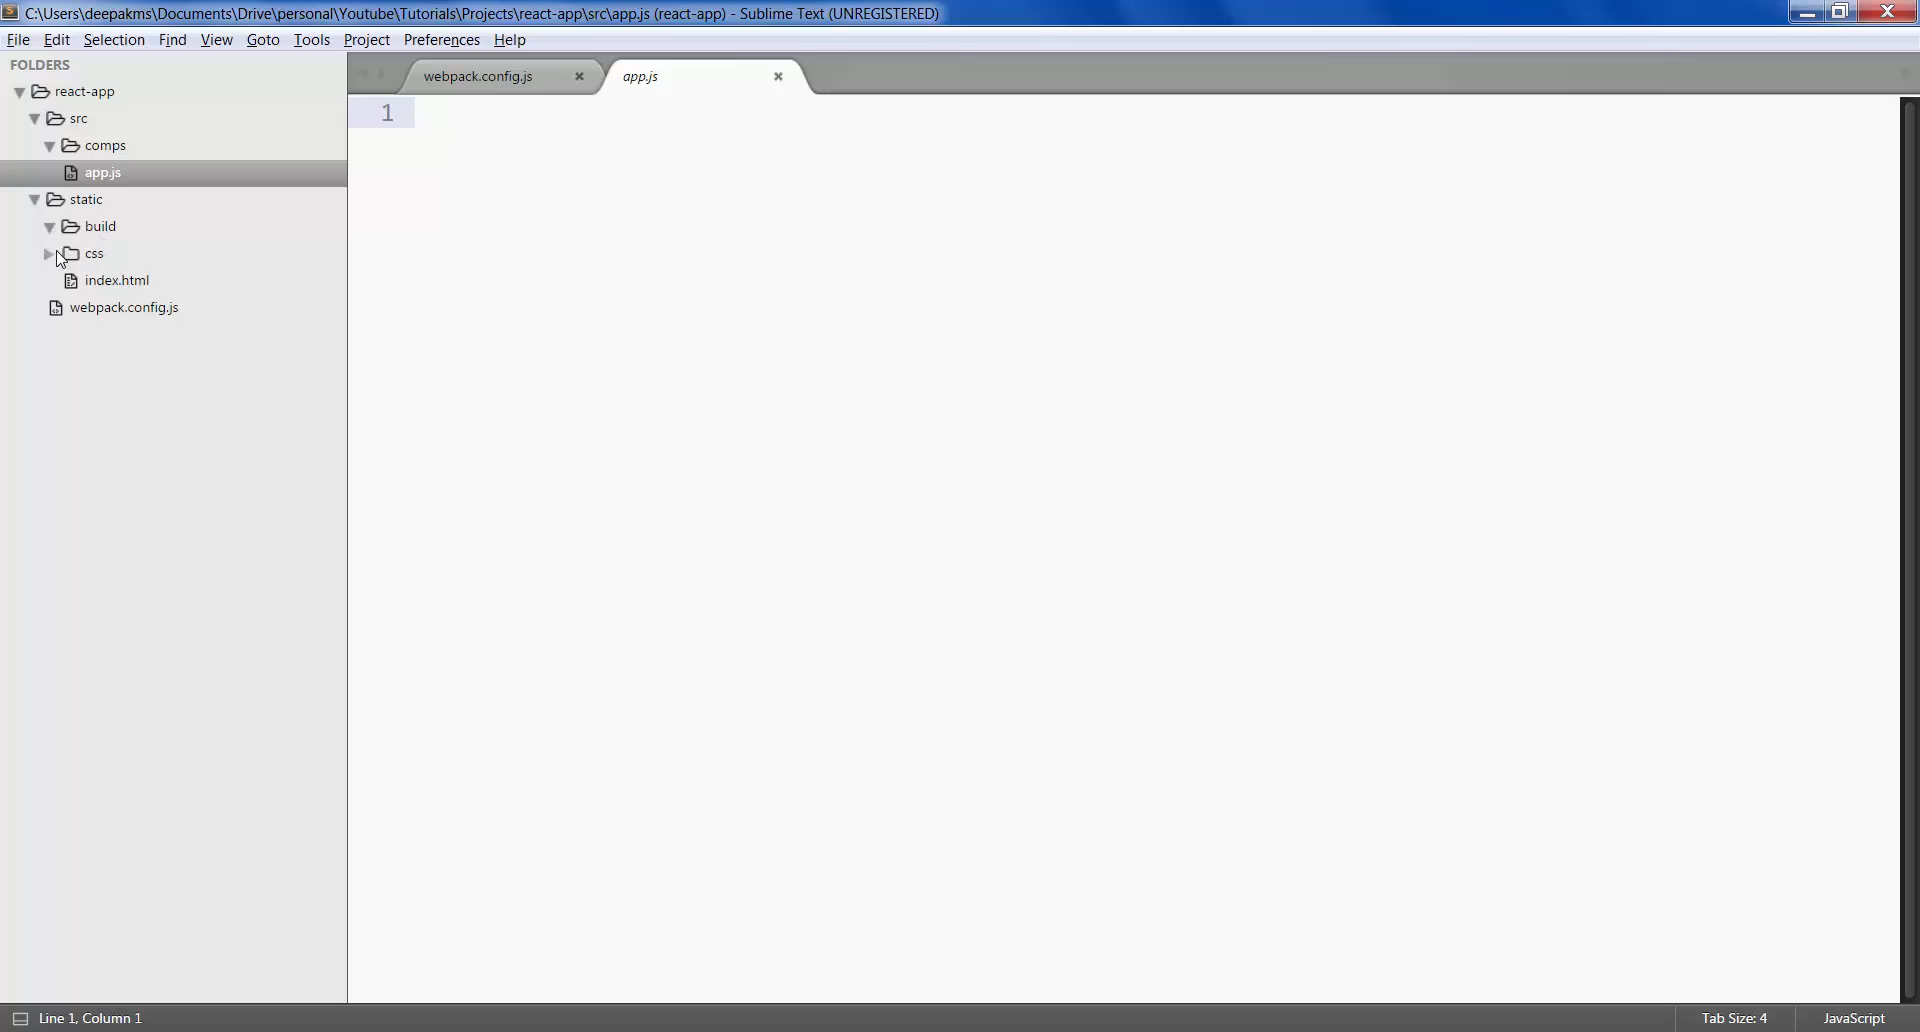 C:\Users\deepakms\Documents\Drive\personal\Youtube\Tutorials\Projects\react-app\src\app.js (react-app) - Sublime Text (UNREGISTERED)
File Edit Selection Find View Goto Tools Project Preferences Help
FOLDERS
react-app
src
comps
app.js
static
build
css
index.html
webpack.config.js
webpack.config.js app.js
1
Line 1, Column 1 Tab Size: 4 JavaScript